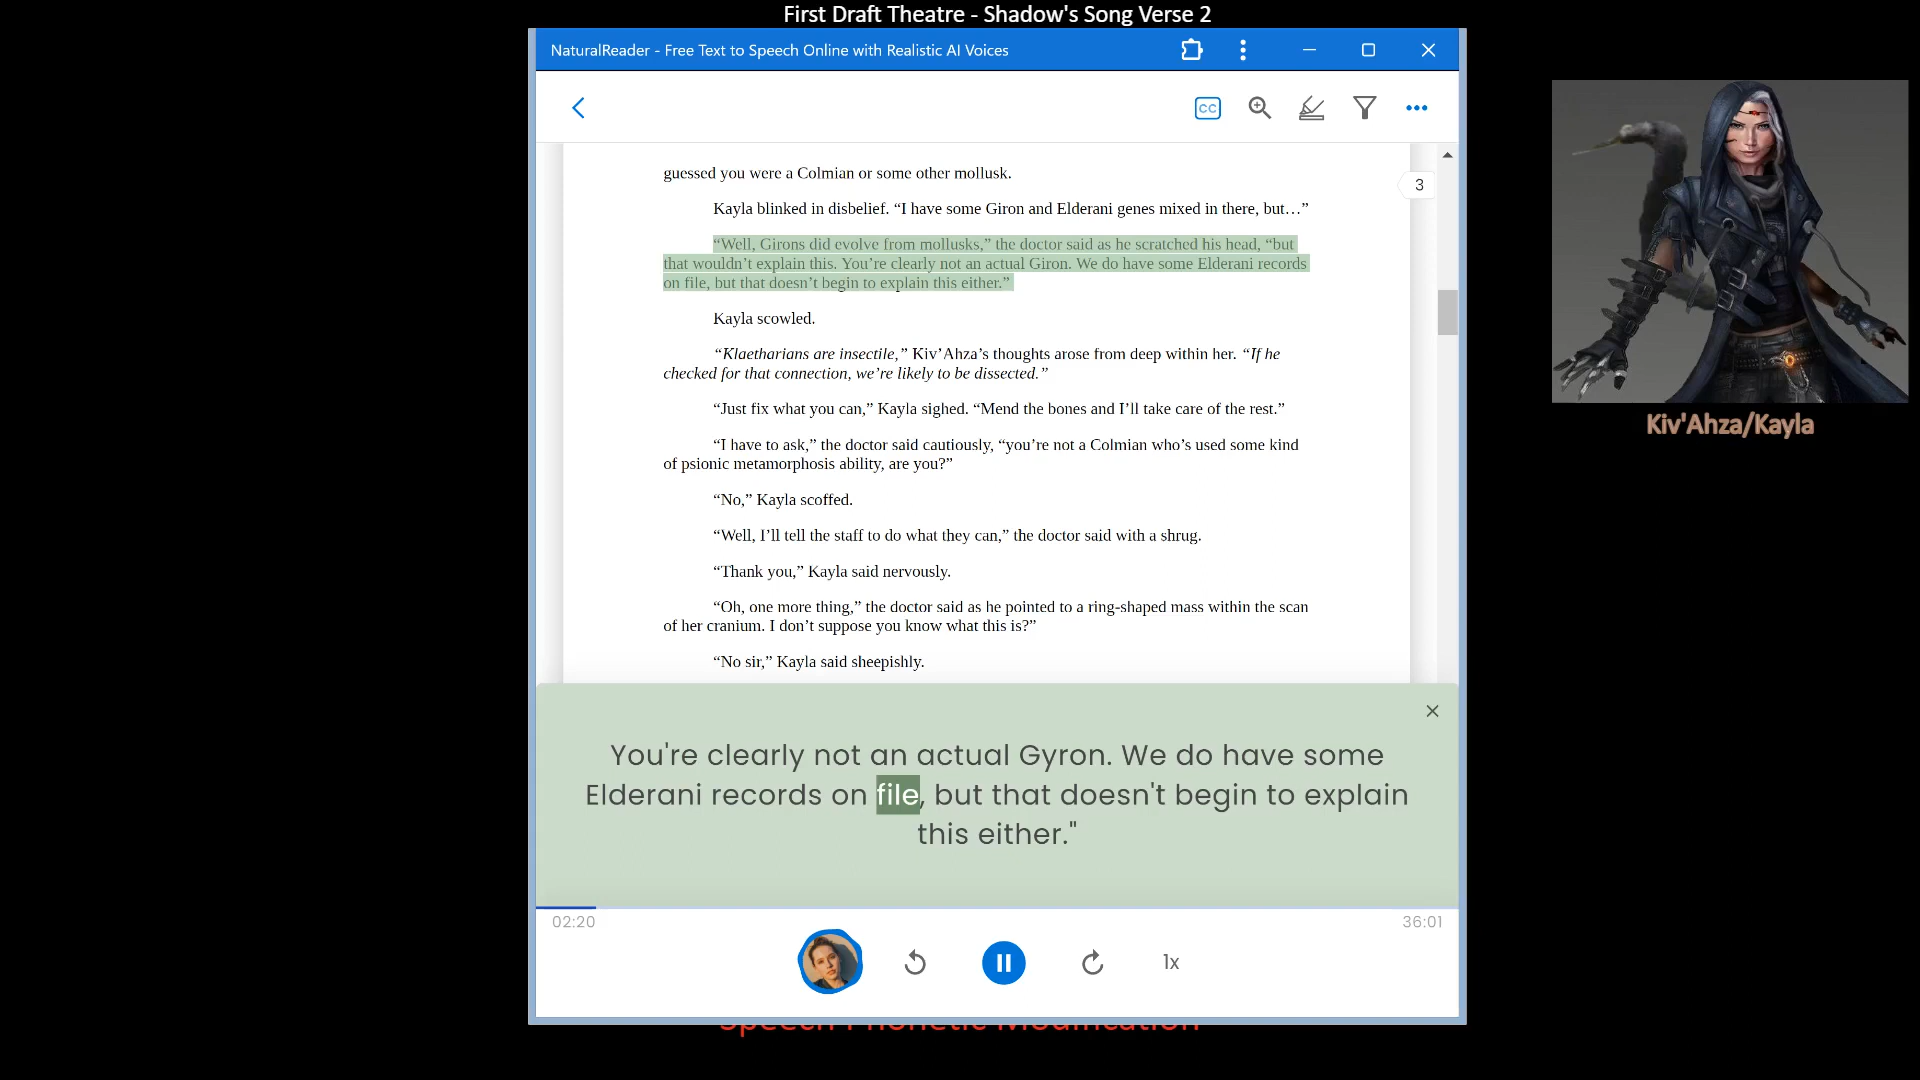 First Draft Theatre - Shadow's Song Verse 2
NaturalReader - Free Text to Speech Online with Realistic AI Voices
CC
3
guessed you were a Colmian or some other mollusk.
Kayla blinked in disbelief. “I have some Giron and Elderani genes mixed in there, but…”
“Well, Girons did evolve from mollusks,” the doctor said as he scratched his head, “but
that wouldn’t explain this. You’re clearly not an actual Giron. We do have some Elderani records
on file, but that doesn’t begin to explain this either.”
Kayla scowled.
“Klaetharians are insectile,” Kiv’Ahza’s thoughts arose from deep within her. “If he
checked for that connection, we’re likely to be dissected.”
“Just fix what you can,” Kayla sighed. “Mend the bones and I’ll take care of the rest.”
“I have to ask,” the doctor said cautiously, “you’re not a Colmian who’s used some kind
of psionic metamorphosis ability, are you?”
“No,” Kayla scoffed.
“Well, I’ll tell the staff to do what they can,” the doctor said with a shrug.
“Thank you,” Kayla said nervously.
“Oh, one more thing,” the doctor said as he pointed to a ring-shaped mass within the scan
of her cranium. I don’t suppose you know what this is?”
“No sir,” Kayla said sheepishly.
You're clearly not an actual Gyron. We do have some
Elderani records on file, but that doesn't begin to explain
this either."
02:20
36:01
1x
Speech Phonetic Modification
Kiv'Ahza/Kayla